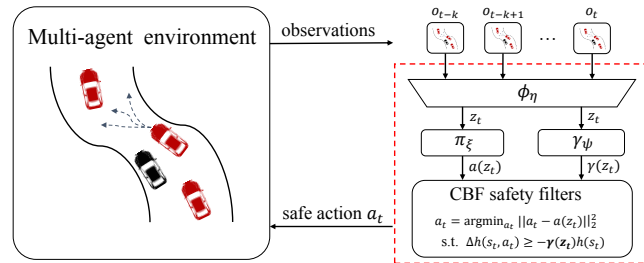 Multi-agent environment
observations
o_{t-k}
o_{t-k+1}
...
o_t
ϕ_η
z_t
z_t
π_ξ
γ_ψ
a(z_t)
γ(z_t)
CBF safety filters
a_t = argmin_{a_t} ||a_t − a(z_t)||_2^2
s.t. Δh(s_t, a_t) ≥ −γ(z_t)h(s_t)
safe action a_t